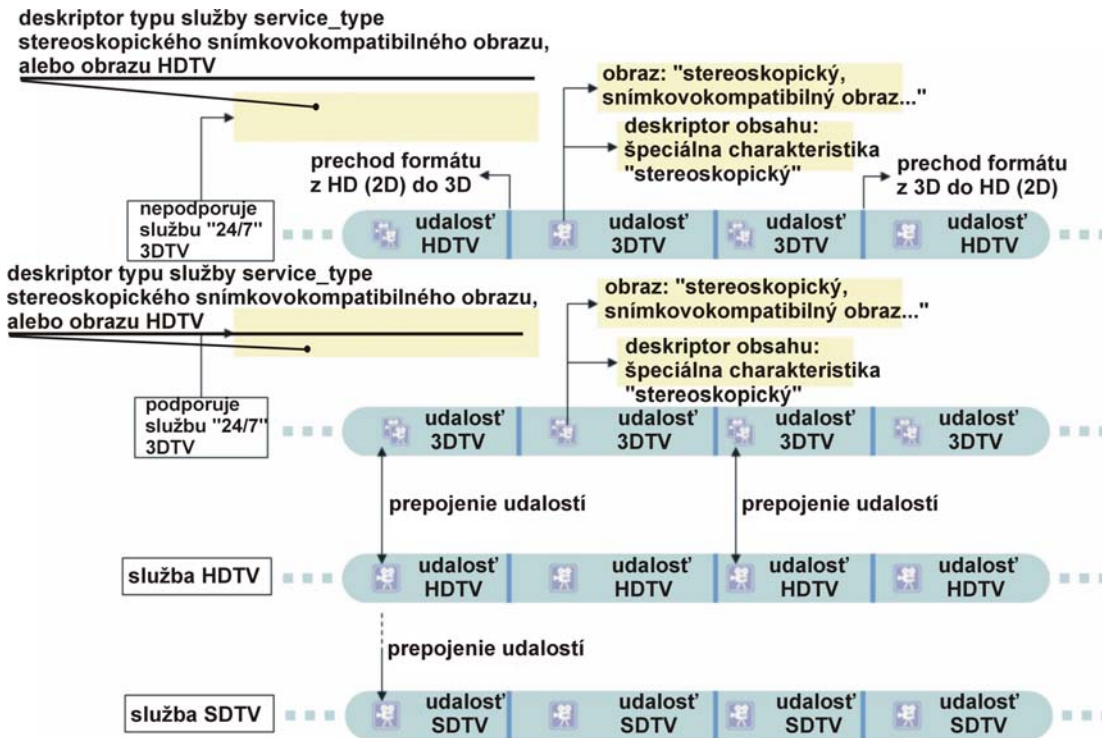 deskriptor typu služby service_type
stereoskopického snímkovokompatibilného obrazu,
alebo obrazu HDTV
obraz: "stereoskopický,
snímkovokompatibilný obraz..."
deskriptor obsahu:
špeciálna charakteristika
"stereoskopický"
prechod formátu
z HD (2D) do 3D
prechod formátu
z 3D do HD (2D)
nepodporuje
službu "24/7"
3DTV
udalosť
HDTV
udalosť
3DTV
udalosť
3DTV
udalosť
HDTV
deskriptor typu služby service_type
stereoskopického snímkovokompatibilného obrazu,
alebo obrazu HDTV
obraz: "stereoskopický,
snímkovokompatibilný obraz..."
deskriptor obsahu:
špeciálna charakteristika
"stereoskopický"
podporuje
službu "24/7"
3DTV
udalosť
3DTV
udalosť
3DTV
udalosť
3DTV
udalosť
3DTV
prepojenie udalostí
prepojenie udalostí
služba HDTV
udalosť
HDTV
udalosť
HDTV
udalosť
HDTV
udalosť
HDTV
prepojenie udalostí
služba SDTV
udalosť
SDTV
udalosť
SDTV
udalosť
SDTV
udalosť
SDTV